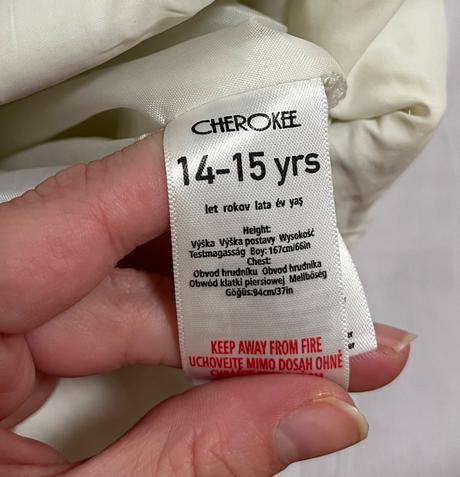 CHEROKEE
14-15 yrs
let rokov lata év yaş
Height:
Výška Výška postavy Wysokość
Testmagasság Boy: 167cm/66in
Chest:
Obvod hrudníku Obvod hrudníka
Obwód klatki piersiowej Mellbőség
Göğüs: 94cm/37in
KEEP AWAY FROM FIRE
UCHOVEJTE MIMO DOSAH OHNĚ